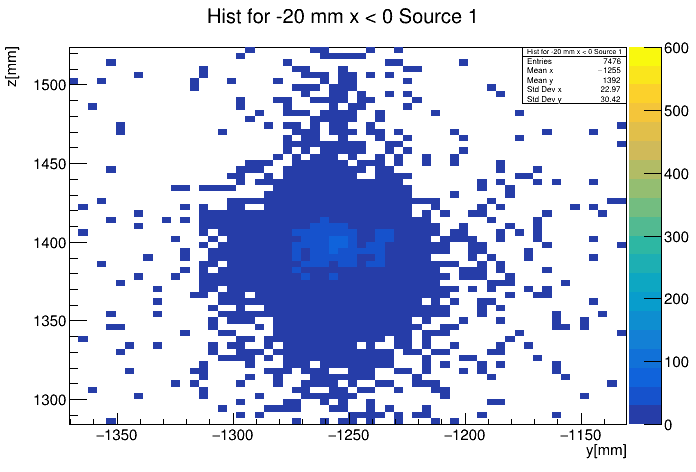 Hist for -20 mm x < 0 Source 1
z[mm]
Hist for -20 mm x < 0 Source 1
Entries 7476
Mean x −1255
Mean y 1392
Std Dev x 22.97
Std Dev y 30.42
1500
1450
1400
1350
1300
−1350 −1300 −1250 −1200 −1150
y[mm]
600
500
400
300
200
100
0